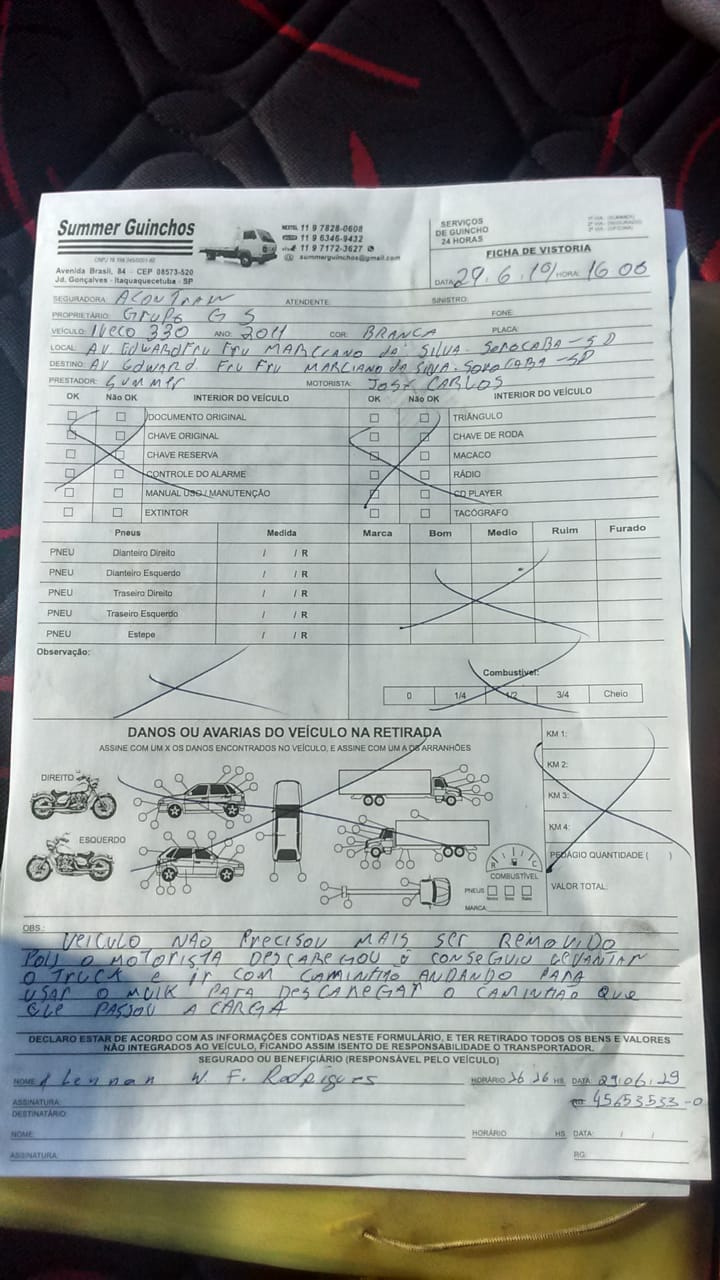 Summer Guinchos
NEXTEL 11 9 7828-0608
11 9 6346-9432
11 9 7172-3627
summerguinchos@gmail.com
Avenida Brasil, 84 - CEP 08573-520
Jd. Gonçalves - Itaquaquecetuba - SP
SERVIÇOS
DE GUINCHO
24 HORAS
FICHA DE VISTORIA
DATA: 29.6.19 HORA: 16 00
SEGURADORA: ATENDENTE: SINISTRO:
PROPRIETÁRIO: Grupo G S FONE:
VEÍCULO: IVECO 330 ANO: 2011 COR: BRANCA PLACA:
LOCAL: AV EDWARD Fru Fru MARCIANO da SILVA - SOROCABA - SP
DESTINO: AV Edward. Fru Fru MARCIANO da SILVA. SOROCABA - SP
PRESTADOR: Summer MOTORISTA: JOSÉ CARLOS
OK Não OK INTERIOR DO VEÍCULO OK Não OK INTERIOR DO VEÍCULO
DOCUMENTO ORIGINAL TRIÂNGULO
CHAVE ORIGINAL CHAVE DE RODA
CHAVE RESERVA MACACO
CONTROLE DO ALARME RÁDIO
MANUAL USO / MANUTENÇÃO CD PLAYER
EXTINTOR TACÓGRAFO
Pneus Medida Marca Bom Medio Ruim Furado
PNEU Dianteiro Direito / / R
PNEU Dianteiro Esquerdo / / R
PNEU Traseiro Direito / / R
PNEU Traseiro Esquerdo / / R
PNEU Estepe / / R
Observação: Combustível:
0 1/4 1/2 3/4 Cheio
DANOS OU AVARIAS DO VEÍCULO NA RETIRADA
ASSINE COM UM X OS DANOS ENCONTRADOS NO VEÍCULO, E ASSINE COM UM A OS ARRANHÕES
KM 1:
KM 2:
KM 3:
KM 4:
PEDÁGIO QUANTIDADE ( )
VALOR TOTAL:
DIREITO
ESQUERDO
R C
COMBUSTÍVEL
PNEUS
MARCA:
OBS.:
VEICULO NÃO PRECISOU MAIS SER REMOVIDO
POIS O MOTORISTA DESCAREGOU é CONSEGUIU LEVANTAR
O TRUCK e ir COM CAMINHÃO ANDANDO PARA
USAR O MUIK PARA DESCAREGAR O CAMINHÃO QUE
ELE PASSOU A CARGA
DECLARO ESTAR DE ACORDO COM AS INFORMAÇÕES CONTIDAS NESTE FORMULÁRIO, E TER RETIRADO TODOS OS BENS E VALORES
NÃO INTEGRADOS AO VEÍCULO, FICANDO ASSIM ISENTO DE RESPONSABILIDADE O TRANSPORTADOR.
SEGURADO OU BENEFICIÁRIO (RESPONSÁVEL PELO VEÍCULO)
NOME: W. F. Rodrigues HORÁRIO 16 26 HS DATA: 29.06.19
ASSINATURA: RG: 45653533-0
DESTINATÁRIO:
NOME: HORÁRIO HS DATA: / /
ASSINATURA: RG: